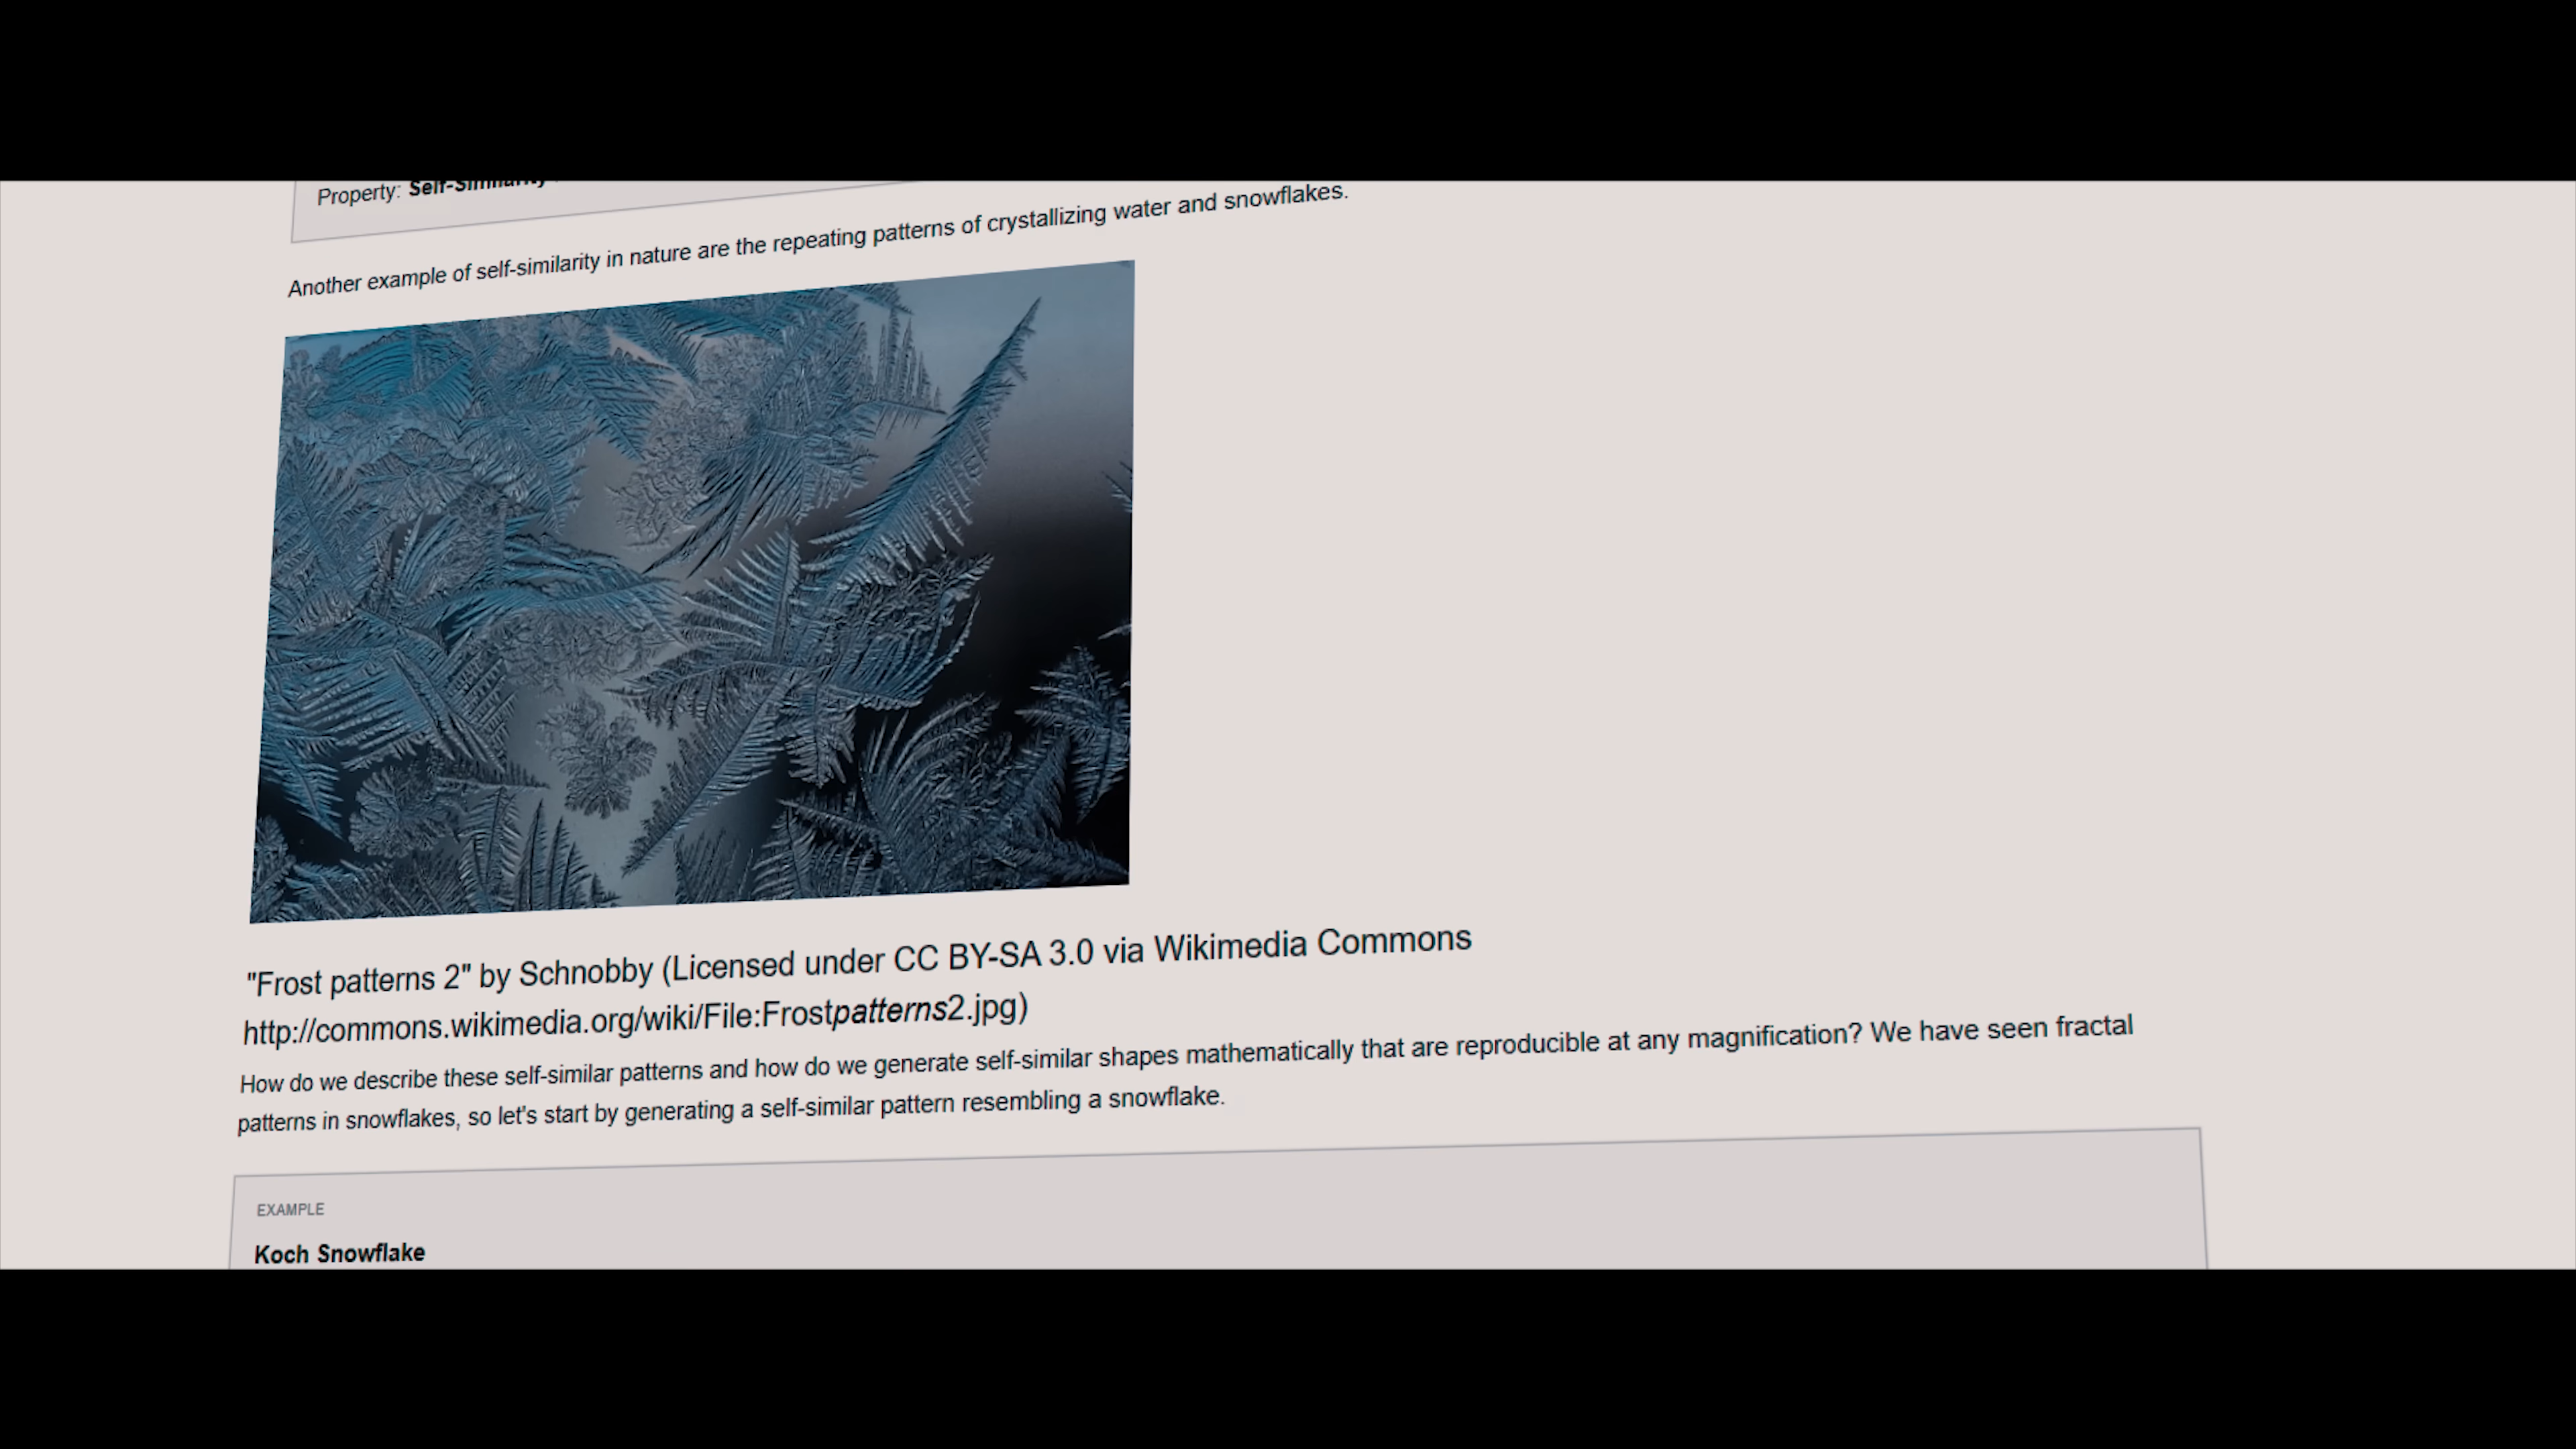 Property: Self-Similarity
Another example of self-similarity in nature are the repeating patterns of crystallizing water and snowflakes.
"Frost patterns 2" by Schnobby (Licensed under CC BY-SA 3.0 via Wikimedia Commons
http://commons.wikimedia.org/wiki/File:Frostpatterns2.jpg)
How do we describe these self-similar patterns and how do we generate self-similar shapes mathematically that are reproducible at any magnification? We have seen fractal
patterns in snowflakes, so let's start by generating a self-similar pattern resembling a snowflake.
EXAMPLE
Koch Snowflake